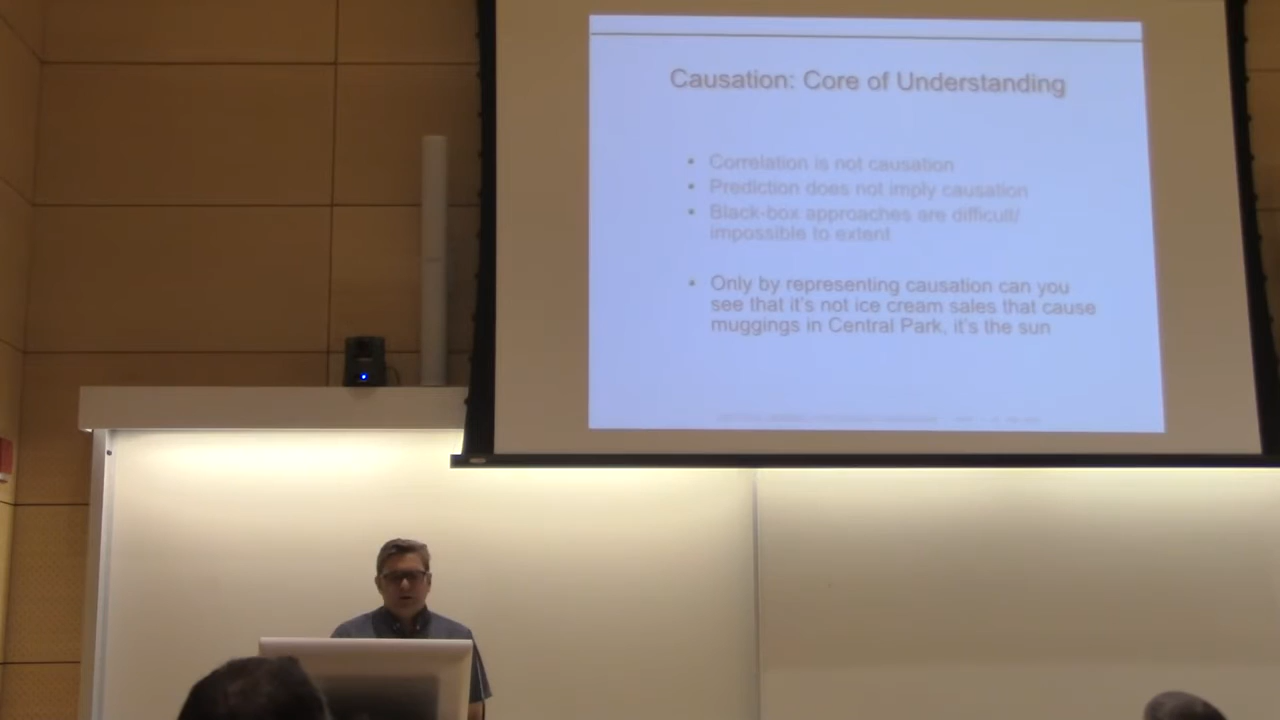 Causation: Core of Understanding
▪ Correlation is not causation
▪ Prediction does not imply causation
▪ Black-box approaches are difficult/
impossible to extent
▪ Only by representing causation can you
see that it's not ice cream sales that cause
muggings in Central Park, it's the sun